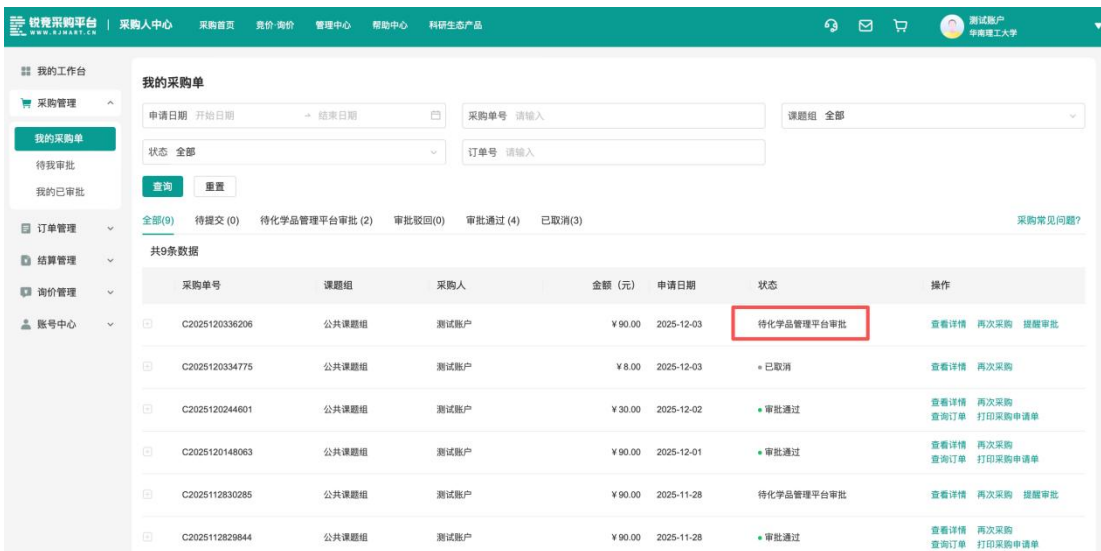 锐竞采购平台 | 采购人中心 采购首页 竞价·询价 管理中心 帮助中心 科研生态产品 测试账户
WWW.RJMART.CN 华南理工大学
我的工作台
采购管理
我的采购单
待我审批
我的已审批
订单管理
结算管理
询价管理
账号中心
我的采购单
申请日期 开始日期 → 结束日期 采购单号 请输入 课题组 全部
状态 全部 订单号 请输入
查询 重置
全部(9) 待提交 (0) 待化学品管理平台审批 (2) 审批驳回(0) 审批通过 (4) 已取消(3) 采购常见问题?
共9条数据
采购单号 课题组 采购人 金额（元） 申请日期 状态 操作
C2025120336206 公共课题组 测试账户 ¥90.00 2025-12-03 待化学品管理平台审批 查看详情 再次采购 提醒审批
C2025120334775 公共课题组 测试账户 ¥8.00 2025-12-03 已取消 查看详情 再次采购
C2025120244601 公共课题组 测试账户 ¥30.00 2025-12-02 审批通过 查看详情 再次采购
查询订单 打印采购申请单
C2025120148063 公共课题组 测试账户 ¥90.00 2025-12-01 审批通过 查看详情 再次采购
查询订单 打印采购申请单
C2025112830285 公共课题组 测试账户 ¥90.00 2025-11-28 待化学品管理平台审批 查看详情 再次采购 提醒审批
C2025112829844 公共课题组 测试账户 ¥90.00 2025-11-28 审批通过 查看详情 再次采购
查询订单 打印采购申请单